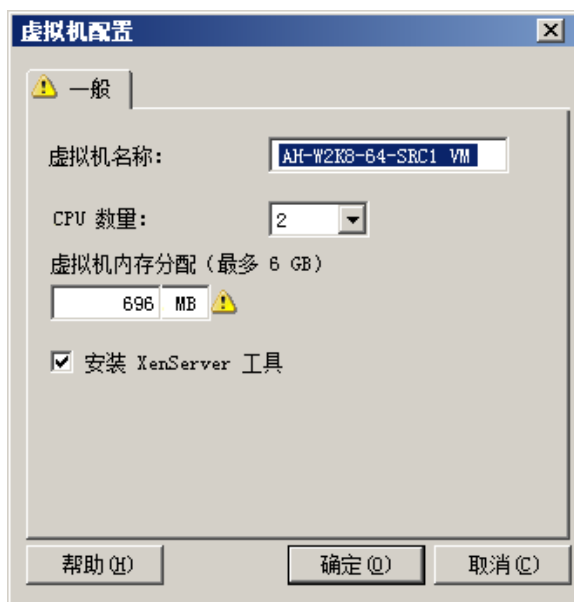 虚拟机配置
一般
虚拟机名称: AH-W2K8-64-SRC1 VM
CPU 数量: 2
虚拟机内存分配（最多 6 GB）
696 MB
安装 XenServer 工具
帮助(H) 确定(O) 取消(C)